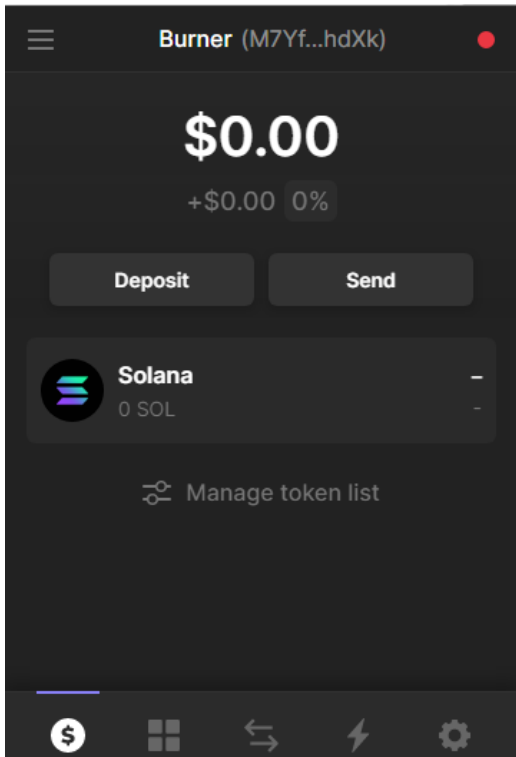 Burner (M7Yf...hdXk)
$0.00
+$0.00 0%
Deposit Send
Solana –
0 SOL -
Manage token list
$